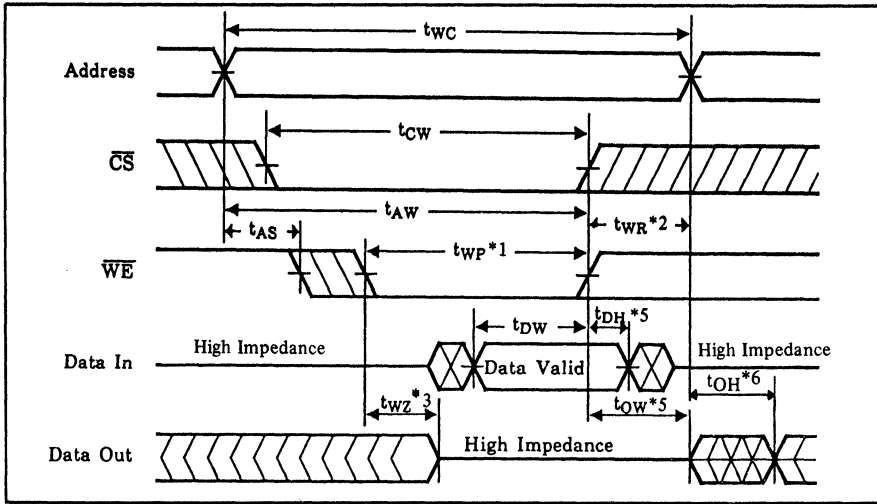 tWC
Address
tCW
CS
tAW
tAS
tWR*2
WE
tWP*1
tDW
tDH*5
High Impedance
Data In
Data Valid
High Impedance
tWZ*3
tOW*5
tOH*6
Data Out
High Impedance